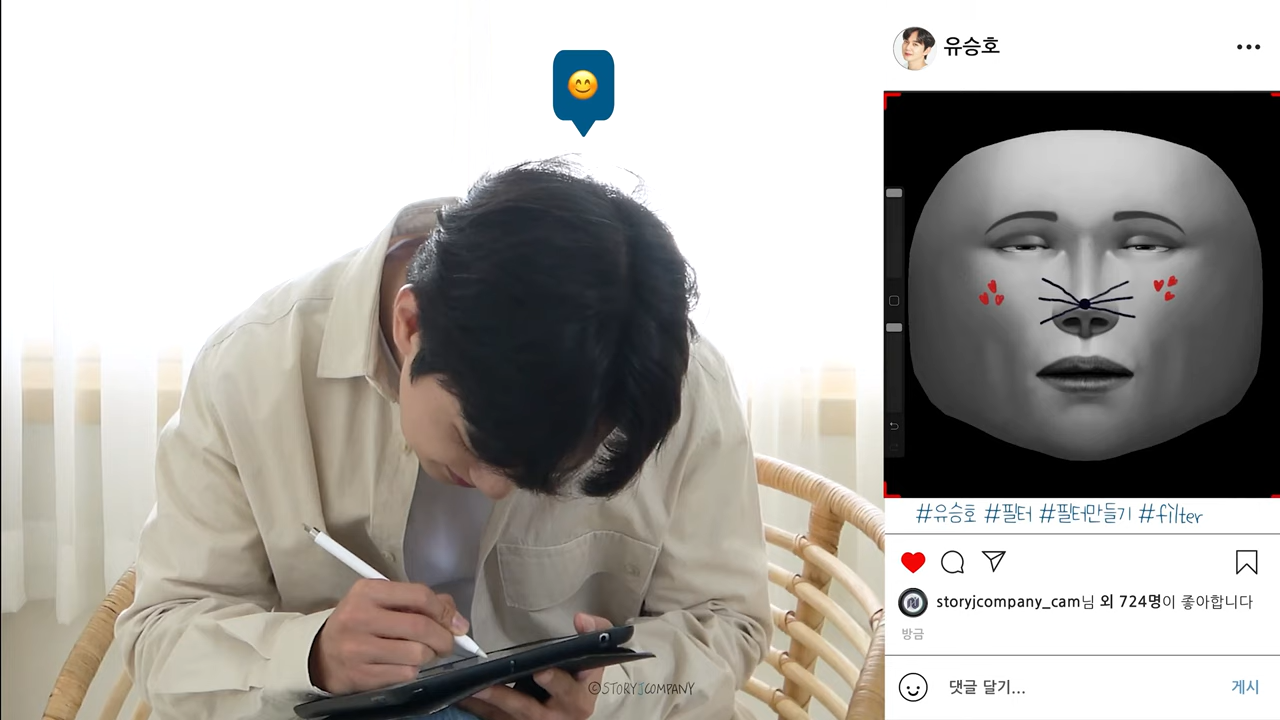 유승호
#유승호 #필터 #필터만들기 #filter
storyjcompany_cam님 외 724명이 좋아합니다
방금
댓글 달기...
게시
©STORYJCOMPANY